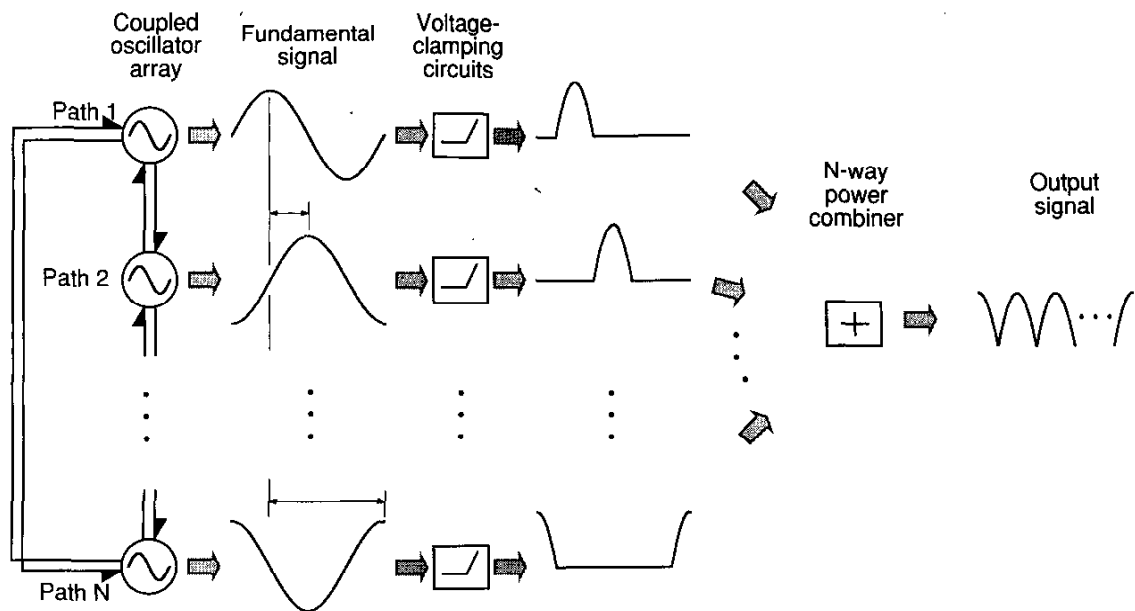 Coupled
oscillator
array
Fundamental
signal
Voltage-
clamping
circuits
Path 1
N-way
power
combiner
Output
signal
Path 2
+
Path N